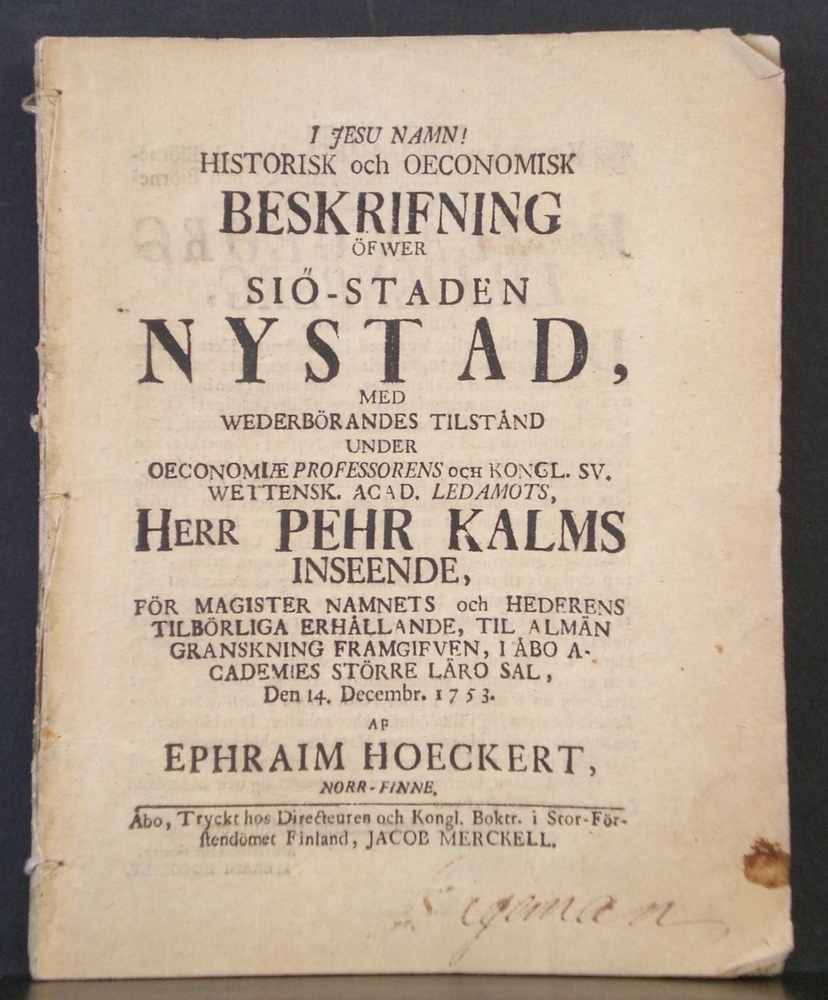 I JESU NAMN!
HISTORISK och OECONOMISK
BESKRIFNING
ÖFWER
SIÖ-STADEN
NYSTAD,
MED
WEDERBÖRANDES TILSTÅND
UNDER
OECONOMIÆ PROFESSORENS OCH KONGL. SV.
WETTENSK. ACAD. LEDAMOTS,
HERR PEHR KALMS
INSEENDE,
FÖR MAGISTER NAMNETS och HEDERENS
TILBÖRLIGA ERHÅLLANDE, TIL ALMÄN
GRANSKNING FRAMGIFVEN, I ÅBO A-
CADEMIES STÖRRE LÄRO SAL,
Den 14. Decembr. 1753.
AF
EPHRAIM HOECKERT,
NORR-FINNE.
Åbo, Tryckt hos Directeuren och Kongl. Boktr. i Stor-För-
stendömet Finland, JACOB MERCKELL.